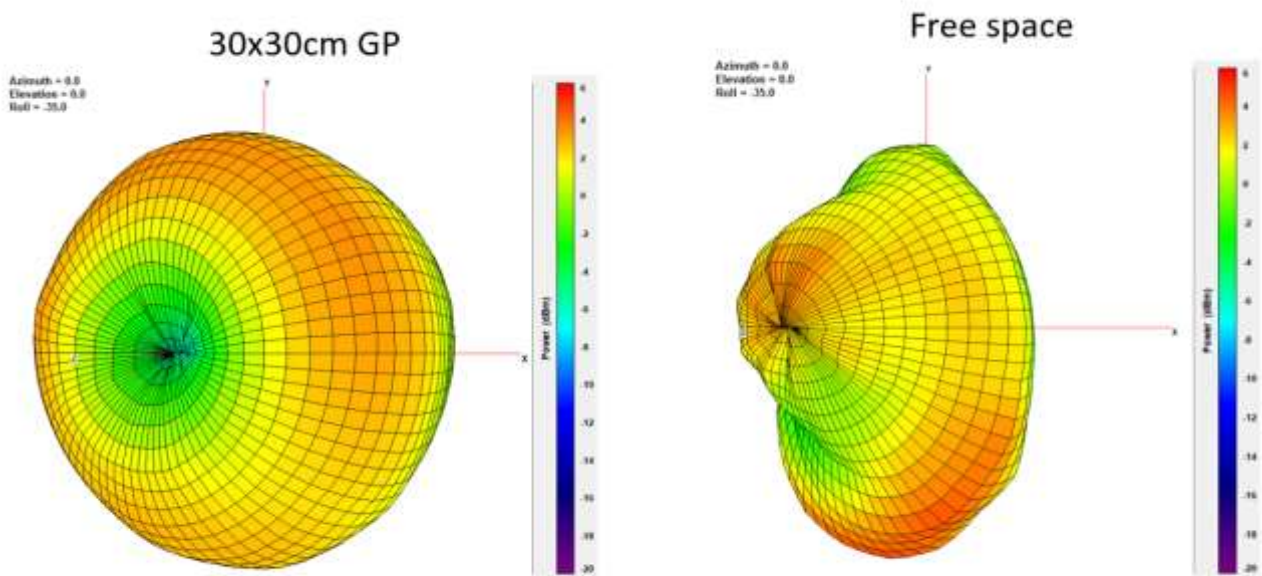 30x30cm GP
Azimuth = 0.0
Elevation = 0.0
Roll = -35.0
Y
X
Power (dBm)
6
4
2
0
-2
-4
-6
-8
-10
-12
-14
-16
-18
-20
Free space
Azimuth = 0.0
Elevation = 0.0
Roll = -35.0
Y
X
Power (dBm)
6
4
2
0
-2
-4
-6
-8
-10
-12
-14
-16
-18
-20